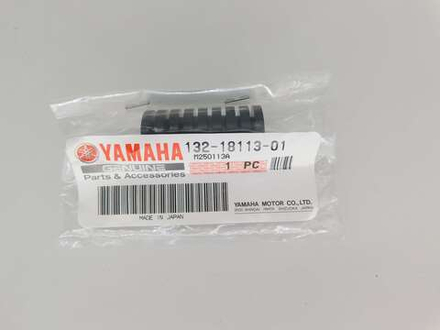 YAMAHA
132-18113-01
M250113A
GENUINE
Parts & Accessories
1 PC
MADE IN JAPAN
YAMAHA MOTOR CO.,LTD.